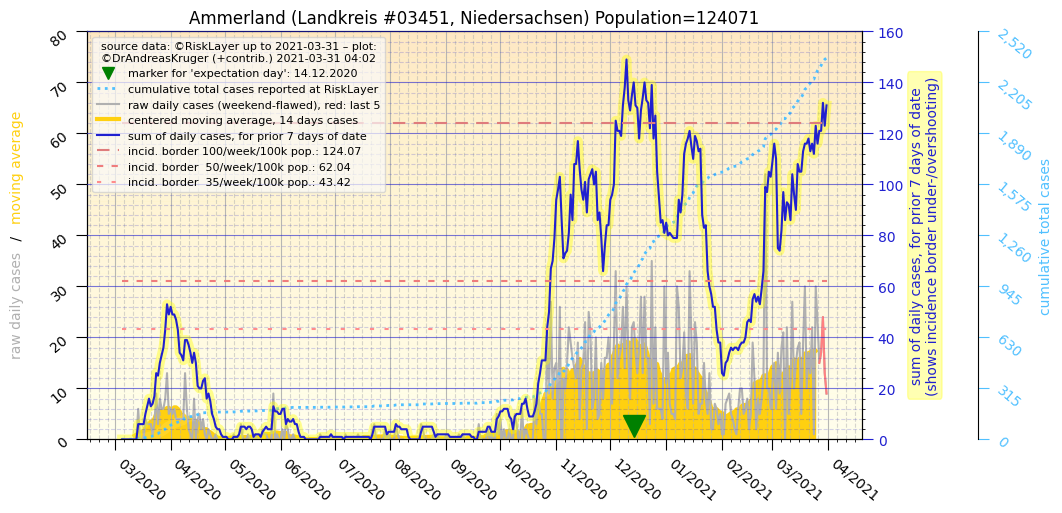 Ammerland (Landkreis #03451, Niedersachsen) Population=124071
source data: ©RiskLayer up to 2021-03-31 – plot:
©DrAndreasKruger (+contrib.) 2021-03-31 04:02
marker for 'expectation day': 14.12.2020
cumulative total cases reported at RiskLayer
raw daily cases (weekend-flawed), red: last 5
centered moving average, 14 days cases
sum of daily cases, for prior 7 days of date
incid. border 100/week/100k pop.: 124.07
incid. border  50/week/100k pop.: 62.04
incid. border  35/week/100k pop.: 43.42
raw daily cases / moving average
80
70
60
50
40
30
20
10
0
03/2020
04/2020
05/2020
06/2020
07/2020
08/2020
09/2020
10/2020
11/2020
12/2020
01/2021
02/2021
03/2021
04/2021
160
140
120
100
80
60
40
20
0
sum of daily cases, for prior 7 days of date
(shows incidence border under-/overshooting)
2,520
2,205
1,890
1,575
1,260
945
630
315
0
cumulative total cases